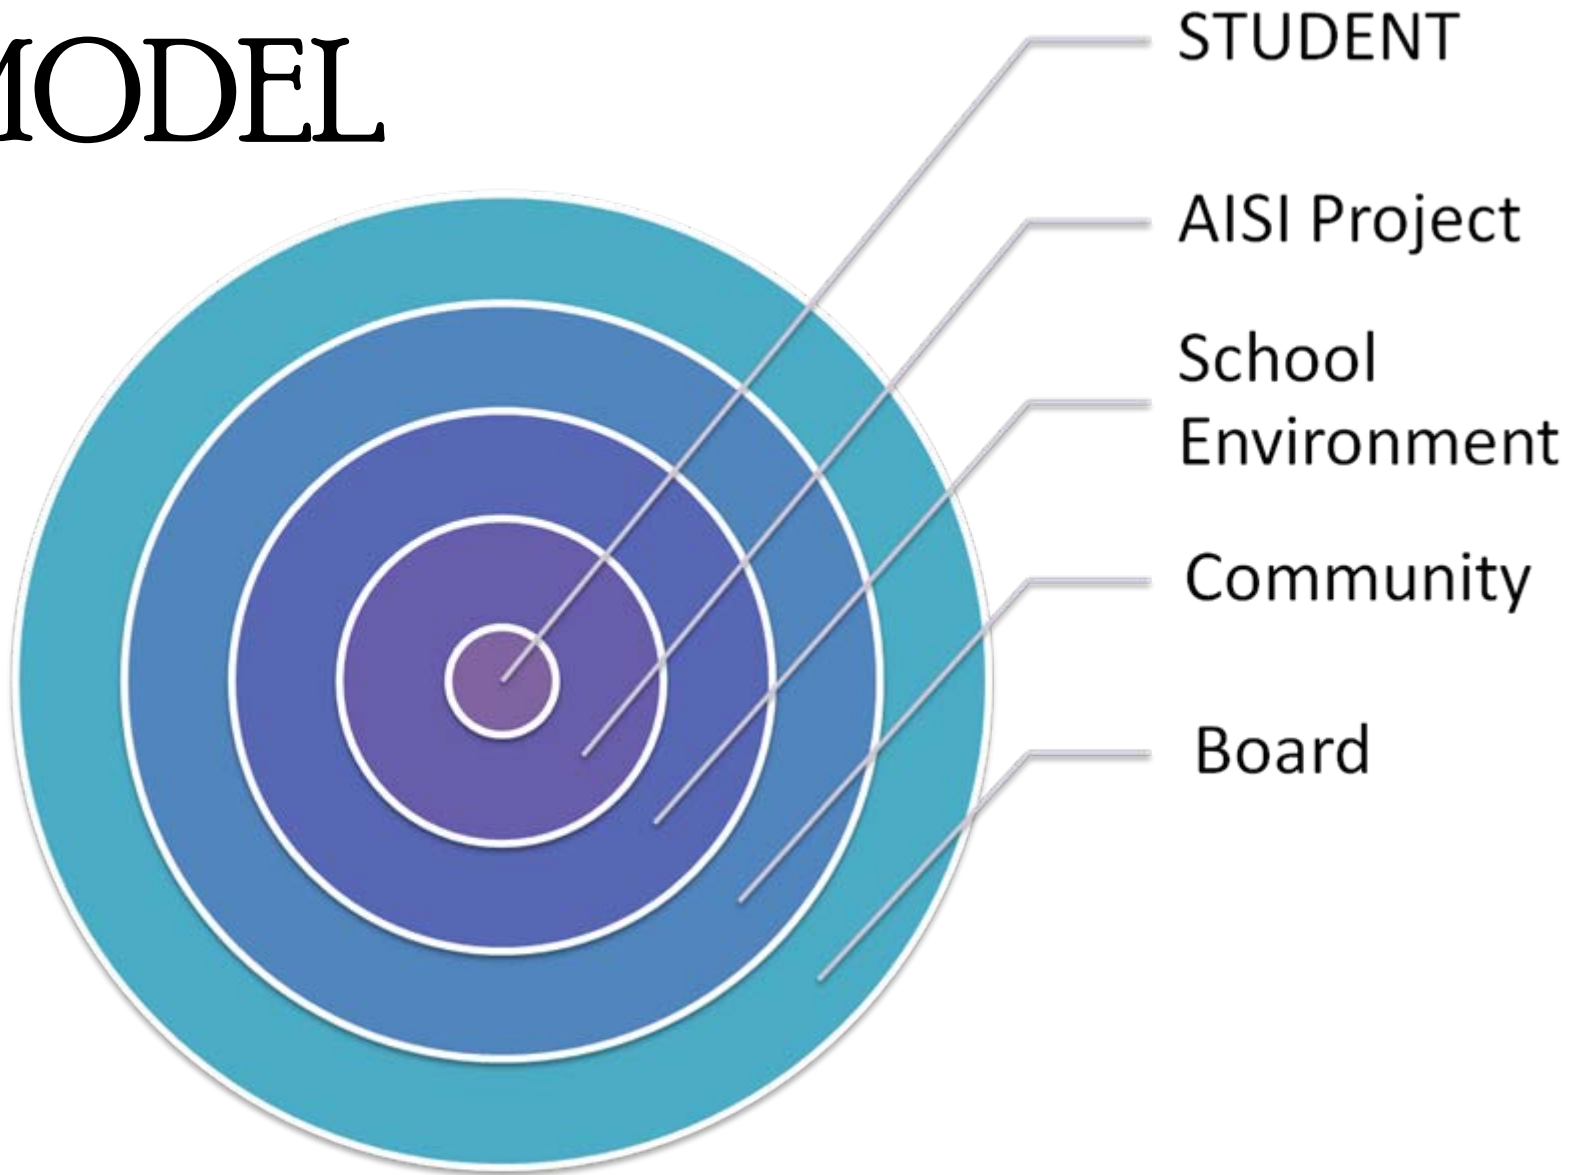 MODEL
STUDENT
AISI Project
School
Environment
Community
Board